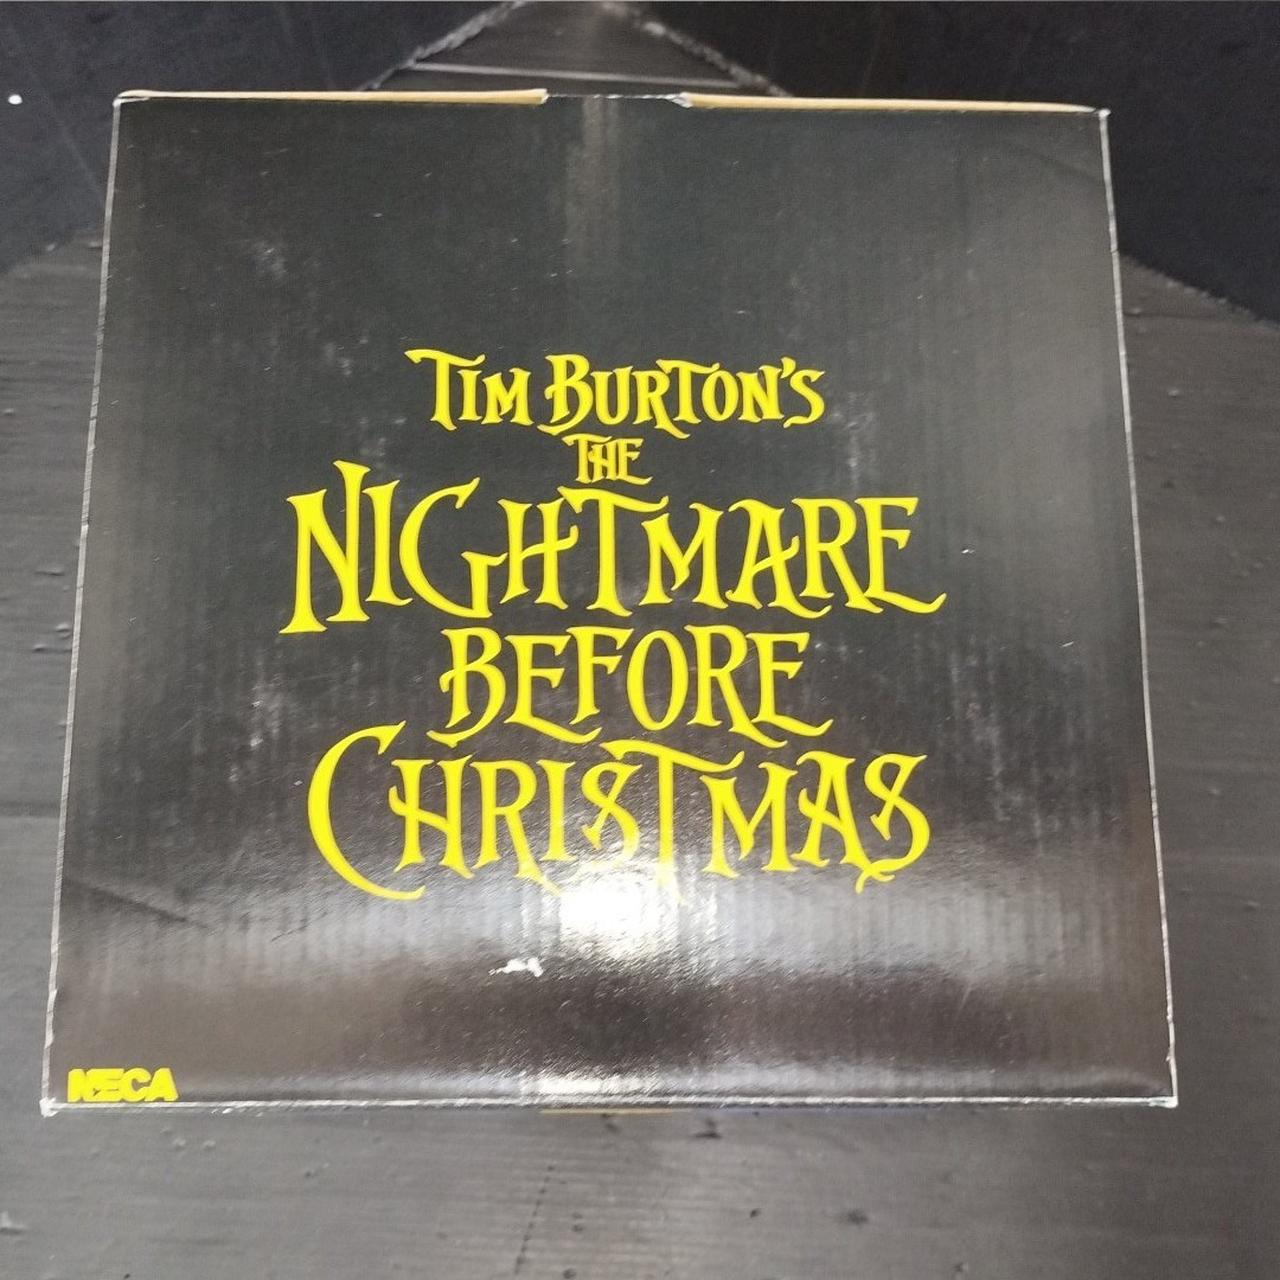 TIM BURTON'S
THE
NIGHTMARE
BEFORE
CHRISTMAS
NECA